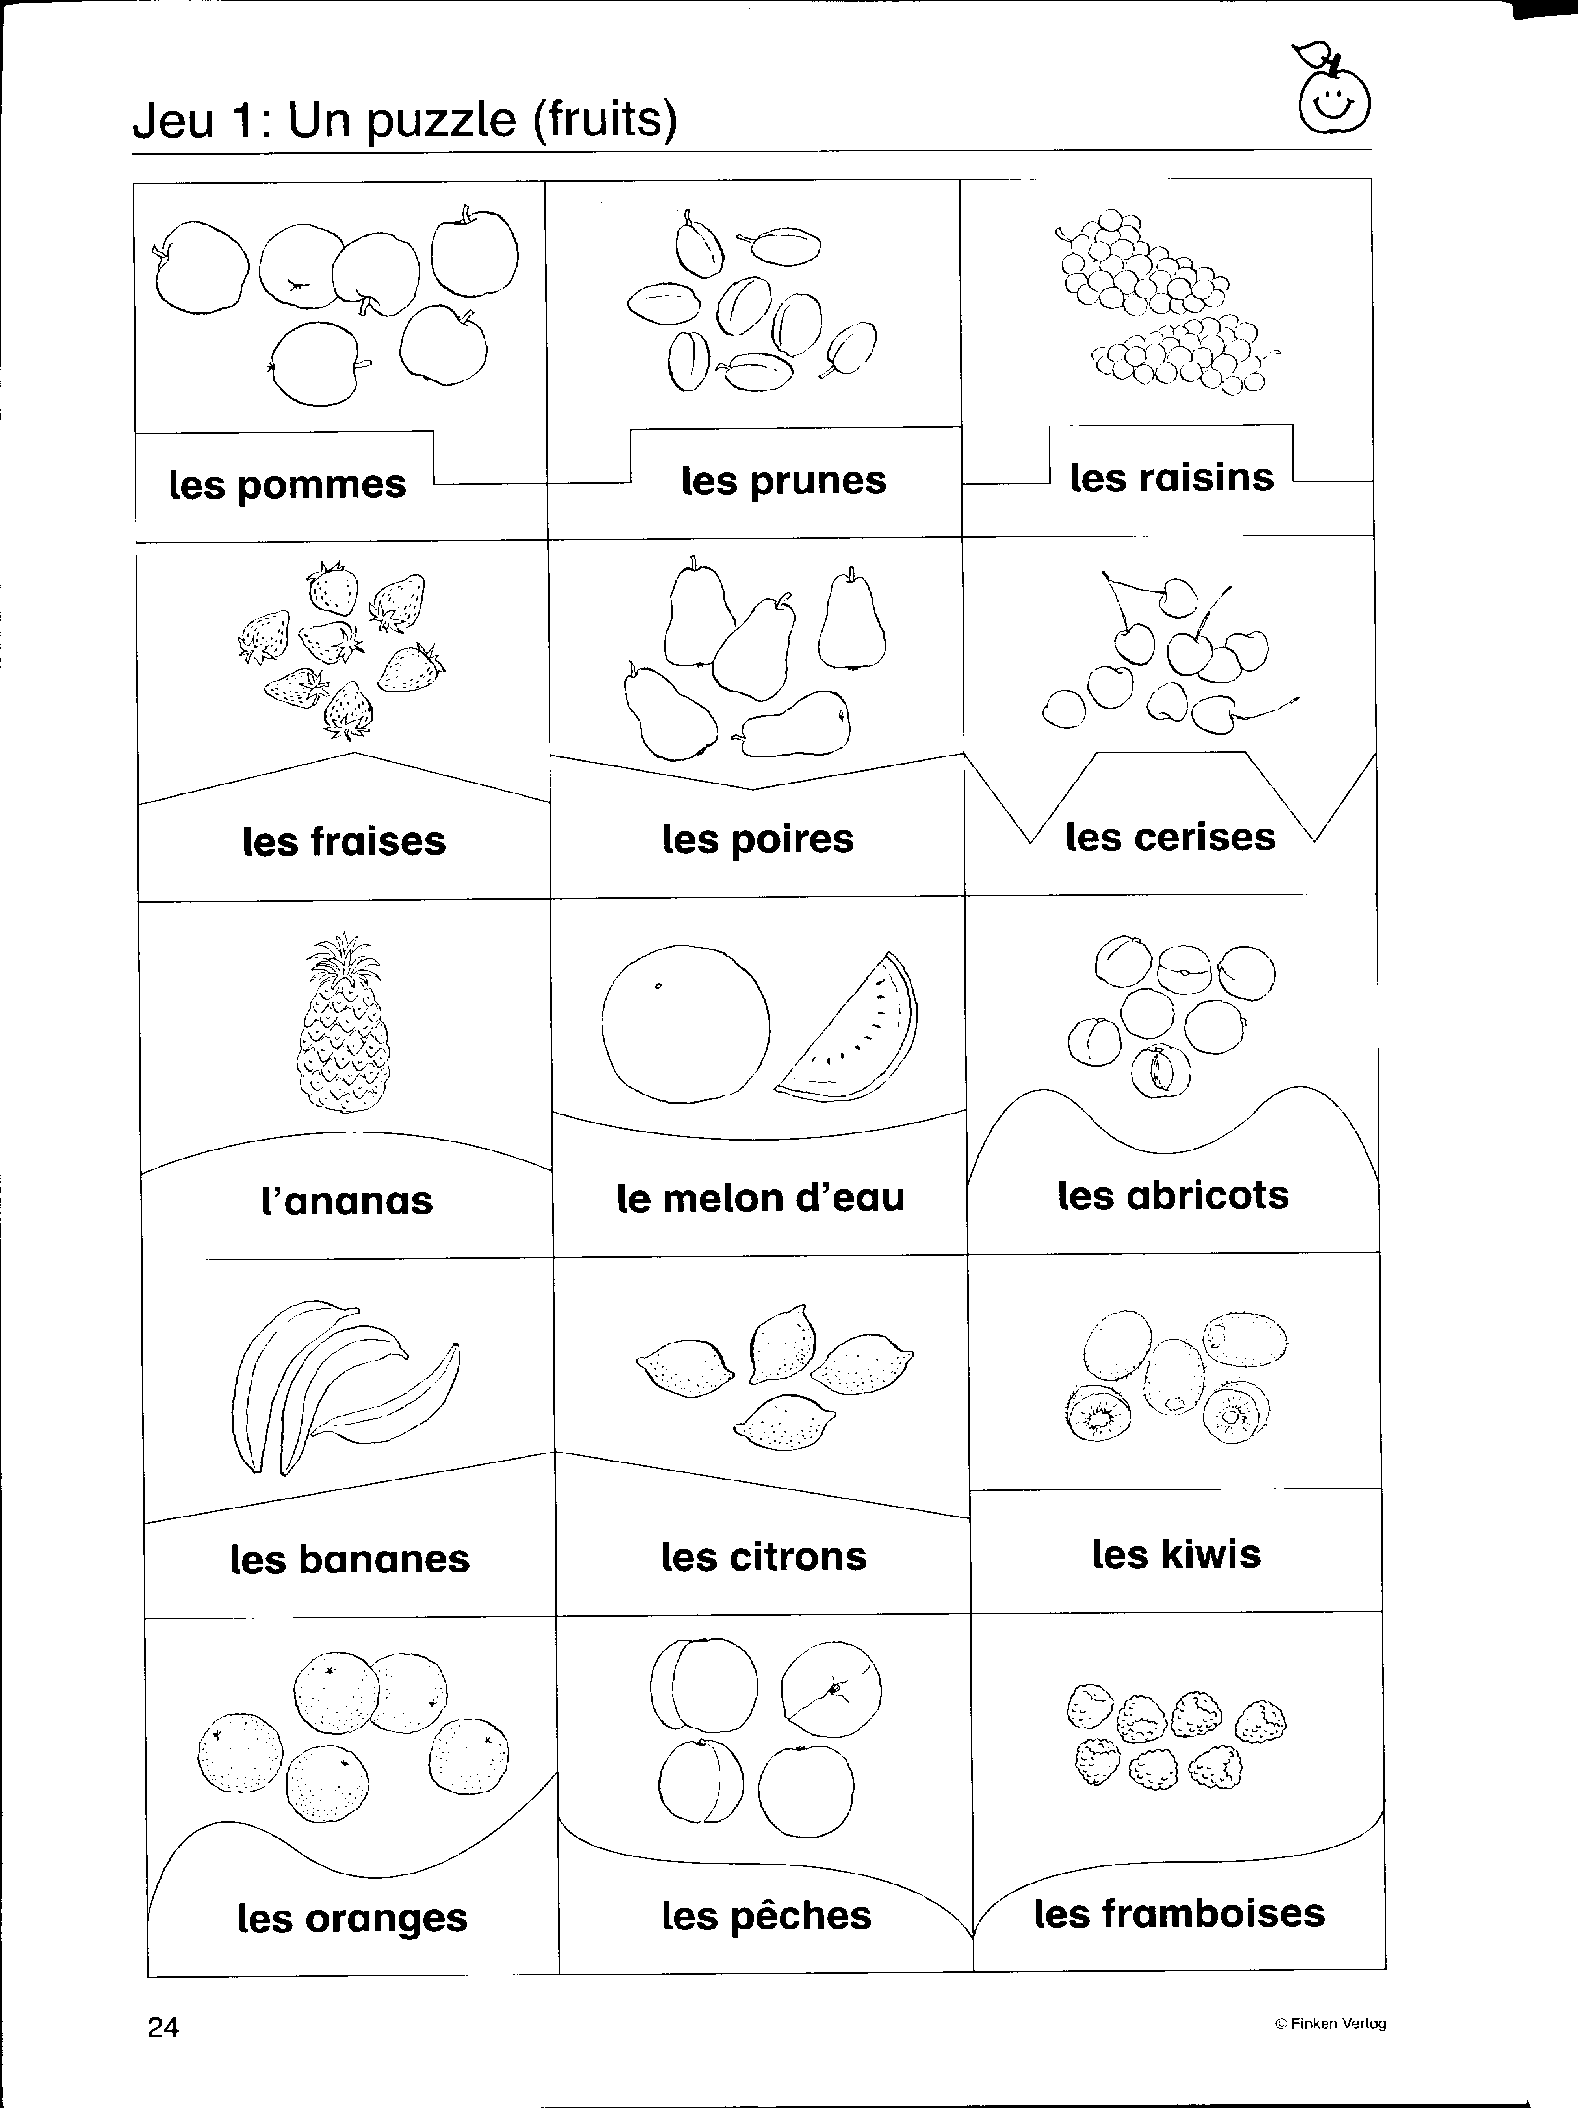 Jeu 1: Un puzzle (fruits)
les pommes
les prunes
les raisins
les fraises
les poires
les cerises
l'ananas
le melon d'eau
les abricots
les bananes
les citrons
les kiwis
les oranges
les pêches
les framboises
24
© Finken Verlag